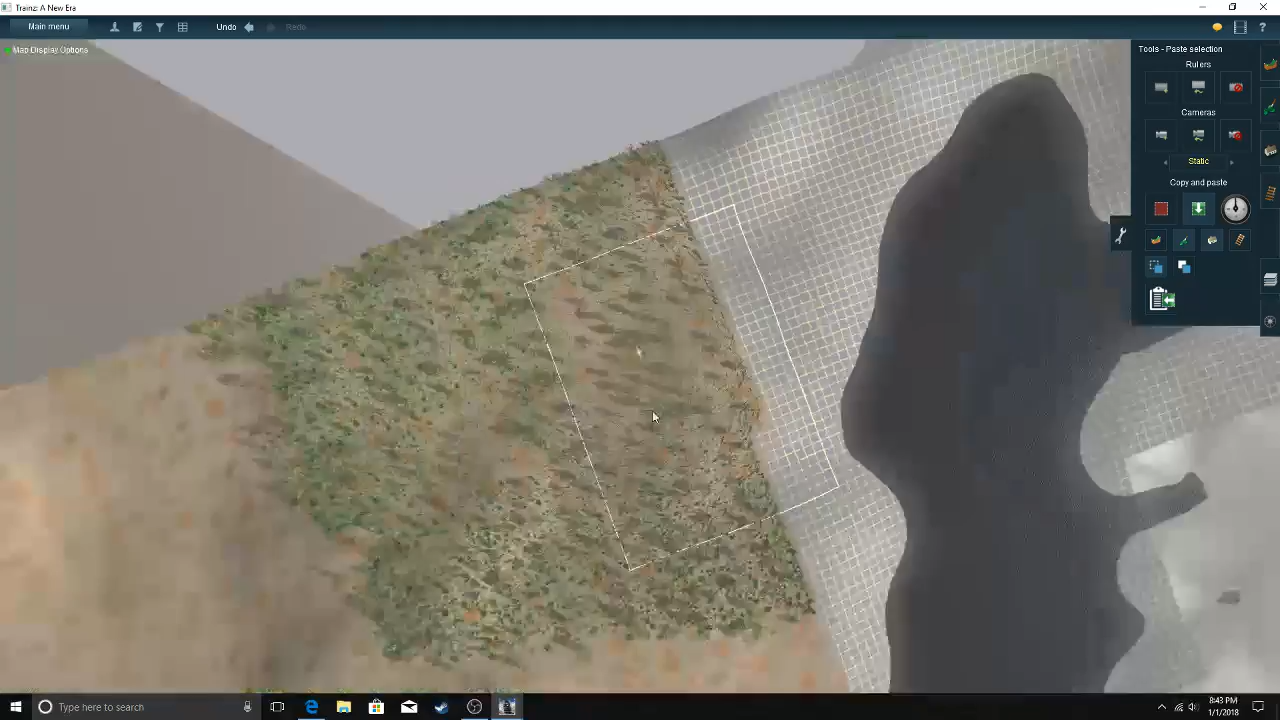 Trainz: A New Era
Main menu
Undo
Redo
Map Display Options
Tools - Paste selection
Rulers
Cameras
Static
Copy and paste
Type here to search
8:43 PM
1/1/2018